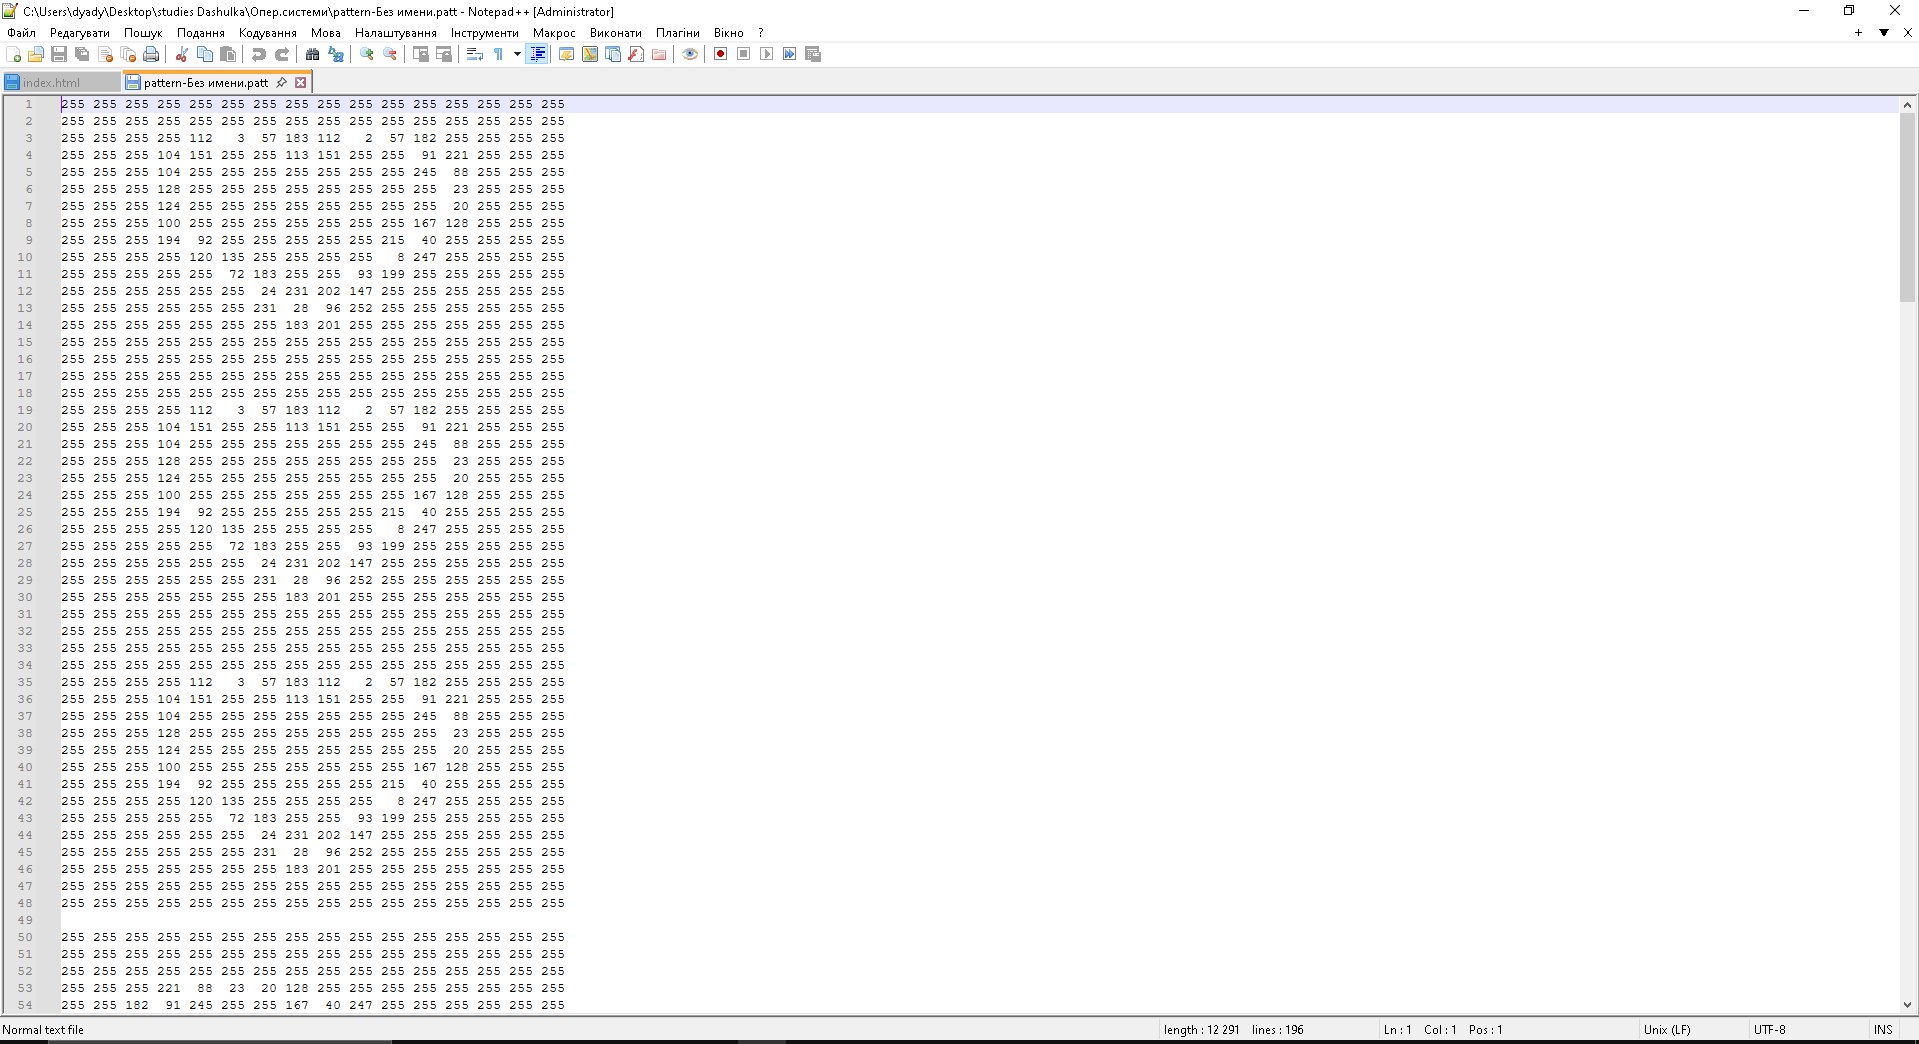 C:\Users\dyady\Desktop\studies Dashulka\Опер.системи\pattern-Без имени.patt - Notepad++ [Administrator]
Файл Редагувати Пошук Подання Кодування Мова Налаштування Інструменти Макрос Виконати Плагіни Вікно ? + ▼ X
index.html pattern-Без имени.patt
1 255 255 255 255 255 255 255 255 255 255 255 255 255 255 255 255
2 255 255 255 255 255 255 255 255 255 255 255 255 255 255 255 255
3 255 255 255 255 112 3 57 183 112 2 57 182 255 255 255 255
4 255 255 255 104 151 255 255 113 151 255 255 91 221 255 255 255
5 255 255 255 104 255 255 255 255 255 255 255 245 88 255 255 255
6 255 255 255 128 255 255 255 255 255 255 255 255 23 255 255 255
7 255 255 255 124 255 255 255 255 255 255 255 255 20 255 255 255
8 255 255 255 100 255 255 255 255 255 255 255 167 128 255 255 255
9 255 255 255 194 92 255 255 255 255 255 215 40 255 255 255 255
10 255 255 255 255 120 135 255 255 255 255 8 247 255 255 255 255
11 255 255 255 255 255 72 183 255 255 93 199 255 255 255 255 255
12 255 255 255 255 255 255 24 231 202 147 255 255 255 255 255 255
13 255 255 255 255 255 255 231 28 96 252 255 255 255 255 255 255
14 255 255 255 255 255 255 255 183 201 255 255 255 255 255 255 255
15 255 255 255 255 255 255 255 255 255 255 255 255 255 255 255 255
16 255 255 255 255 255 255 255 255 255 255 255 255 255 255 255 255
17 255 255 255 255 255 255 255 255 255 255 255 255 255 255 255 255
18 255 255 255 255 255 255 255 255 255 255 255 255 255 255 255 255
19 255 255 255 255 112 3 57 183 112 2 57 182 255 255 255 255
20 255 255 255 104 151 255 255 113 151 255 255 91 221 255 255 255
21 255 255 255 104 255 255 255 255 255 255 255 245 88 255 255 255
22 255 255 255 128 255 255 255 255 255 255 255 255 23 255 255 255
23 255 255 255 124 255 255 255 255 255 255 255 255 20 255 255 255
24 255 255 255 100 255 255 255 255 255 255 255 167 128 255 255 255
25 255 255 255 194 92 255 255 255 255 255 215 40 255 255 255 255
26 255 255 255 255 120 135 255 255 255 255 8 247 255 255 255 255
27 255 255 255 255 255 72 183 255 255 93 199 255 255 255 255 255
28 255 255 255 255 255 255 24 231 202 147 255 255 255 255 255 255
29 255 255 255 255 255 255 231 28 96 252 255 255 255 255 255 255
30 255 255 255 255 255 255 255 183 201 255 255 255 255 255 255 255
31 255 255 255 255 255 255 255 255 255 255 255 255 255 255 255 255
32 255 255 255 255 255 255 255 255 255 255 255 255 255 255 255 255
33 255 255 255 255 255 255 255 255 255 255 255 255 255 255 255 255
34 255 255 255 255 255 255 255 255 255 255 255 255 255 255 255 255
35 255 255 255 255 112 3 57 183 112 2 57 182 255 255 255 255
36 255 255 255 104 151 255 255 113 151 255 255 91 221 255 255 255
37 255 255 255 104 255 255 255 255 255 255 255 245 88 255 255 255
38 255 255 255 128 255 255 255 255 255 255 255 255 23 255 255 255
39 255 255 255 124 255 255 255 255 255 255 255 255 20 255 255 255
40 255 255 255 100 255 255 255 255 255 255 255 167 128 255 255 255
41 255 255 255 194 92 255 255 255 255 255 215 40 255 255 255 255
42 255 255 255 255 120 135 255 255 255 255 8 247 255 255 255 255
43 255 255 255 255 255 72 183 255 255 93 199 255 255 255 255 255
44 255 255 255 255 255 255 24 231 202 147 255 255 255 255 255 255
45 255 255 255 255 255 255 231 28 96 252 255 255 255 255 255 255
46 255 255 255 255 255 255 255 183 201 255 255 255 255 255 255 255
47 255 255 255 255 255 255 255 255 255 255 255 255 255 255 255 255
48 255 255 255 255 255 255 255 255 255 255 255 255 255 255 255 255
49
50 255 255 255 255 255 255 255 255 255 255 255 255 255 255 255 255
51 255 255 255 255 255 255 255 255 255 255 255 255 255 255 255 255
52 255 255 255 255 255 255 255 255 255 255 255 255 255 255 255 255
53 255 255 255 221 88 23 20 128 255 255 255 255 255 255 255 255
54 255 255 182 91 245 255 255 167 40 247 255 255 255 255 255 255
Normal text file length : 12 291 lines : 196 Ln : 1 Col : 1 Pos : 1 Unix (LF) UTF-8 INS